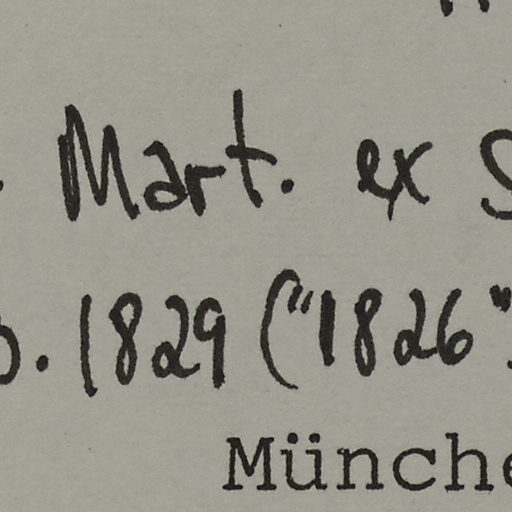 . Mart. ex S
. 1829 ("1826"
Münche